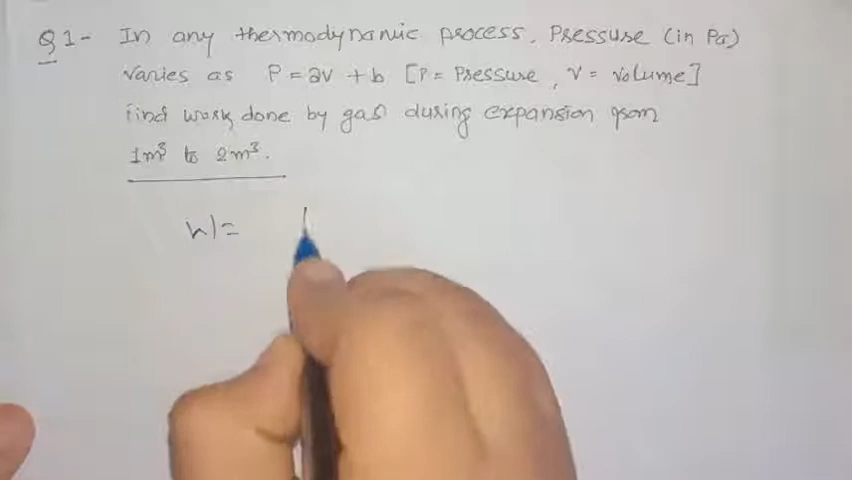 Q1- In any thermodynamic process, Pressure (in Pa)
varies as P = av + b [P = Pressure, V = volume]
Find work done by gas during expansion from
1m³ to 2m³.
W =